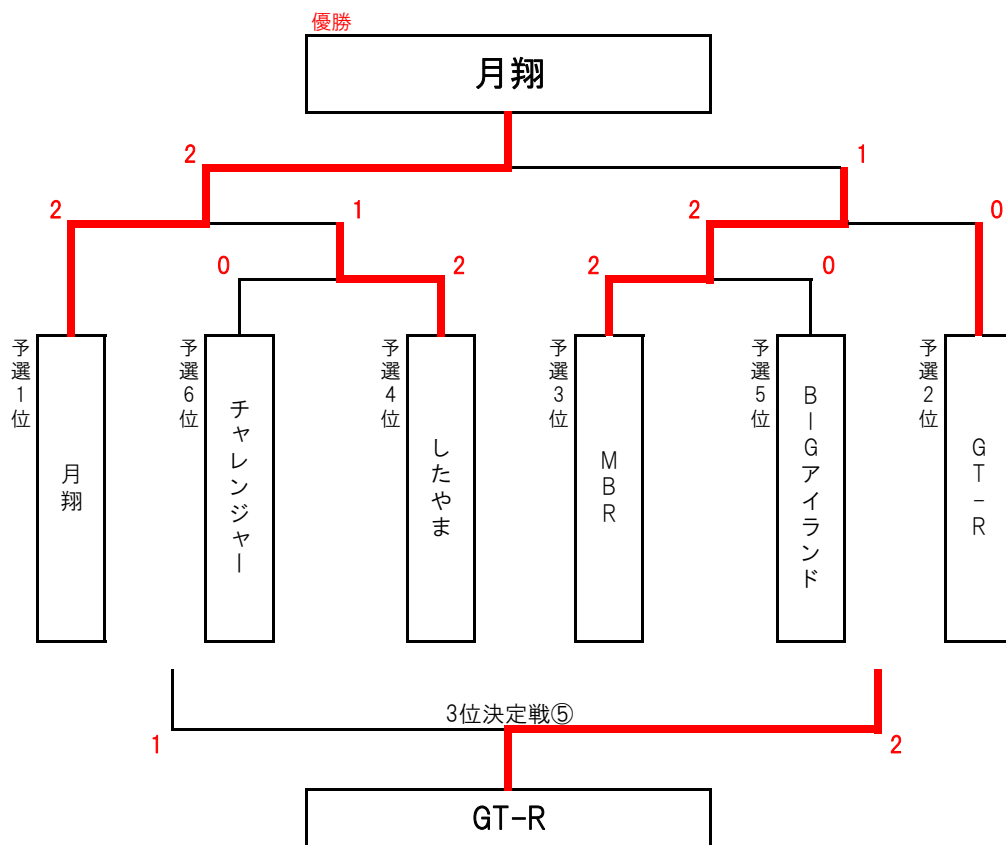 優勝
月翔
2
1
2
1
2
0
0
2
2
0
予選1位
月翔
予選6位
チャレンジャー
予選4位
したやま
予選3位
MBR
予選5位
BIGアイランド
予選2位
GT-R
3位決定戦⑤
1
2
GT-R